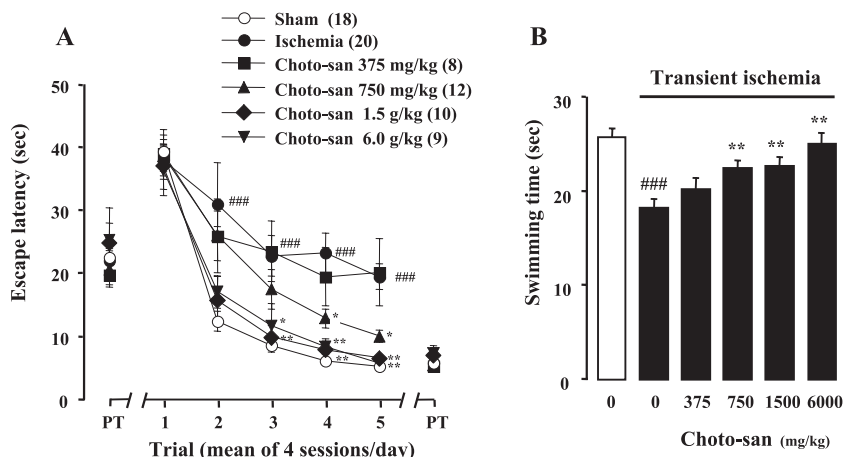 A
Sham (18)
Ischemia (20)
Choto-san 375 mg/kg (8)
Choto-san 750 mg/kg (12)
Choto-san 1.5 g/kg (10)
Choto-san 6.0 g/kg (9)
Escape latency (sec)
50
40
30
20
10
0
###
###
###
###
*
**
*
**
**
*
**
**
PT
1
2
3
4
5
PT
Trial (mean of 4 sessions/day)
B
Transient ischemia
Swimming time (sec)
30
20
10
0
###
**
**
**
0
0
375
750
1500
6000
Choto-san (mg/kg)